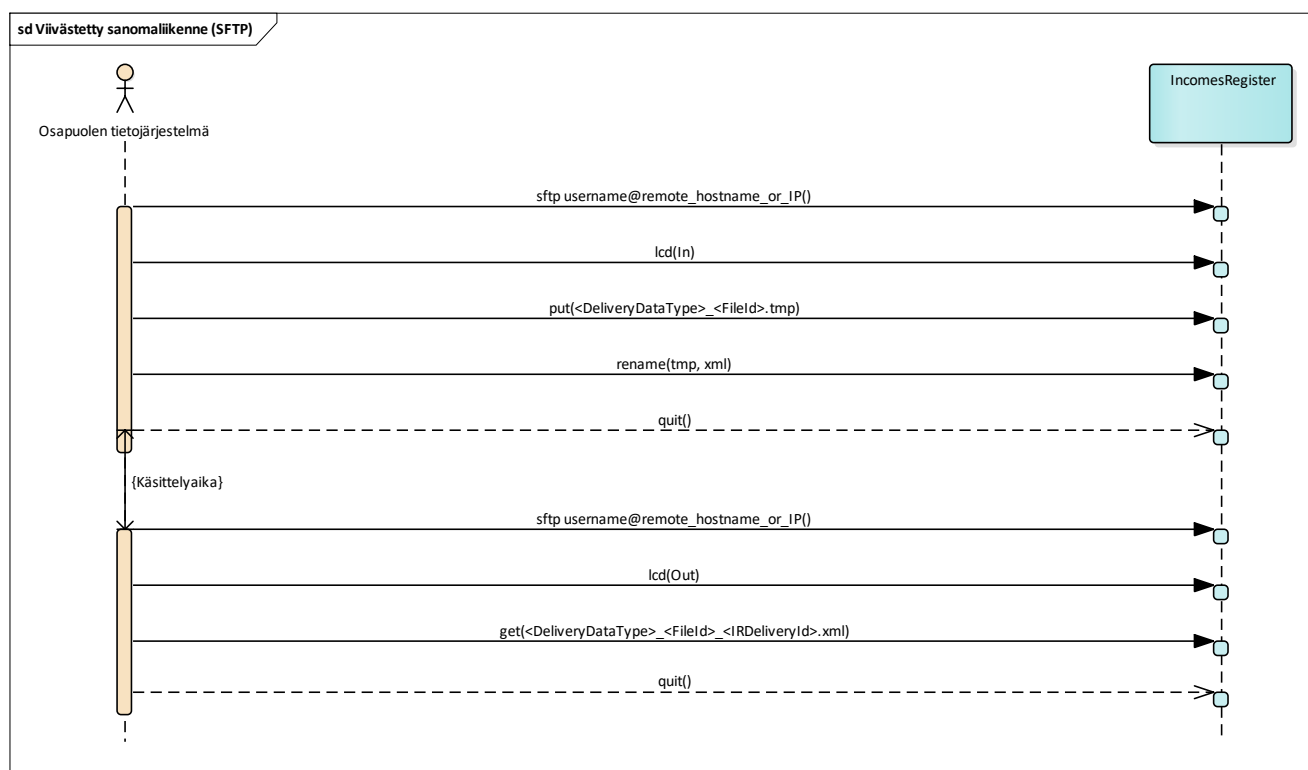 sd Viivästetty sanomaliikenne (SFTP)
IncomesRegister
Osapuolen tietojärjestelmä
sftp username@remote_hostname_or_IP()
lcd(In)
put(<DeliveryDataType>_<FileId>.tmp)
rename(tmp, xml)
quit()
{Käsittelyaika}
sftp username@remote_hostname_or_IP()
lcd(Out)
get(<DeliveryDataType>_<FileId>_<IRDeliveryId>.xml)
quit()